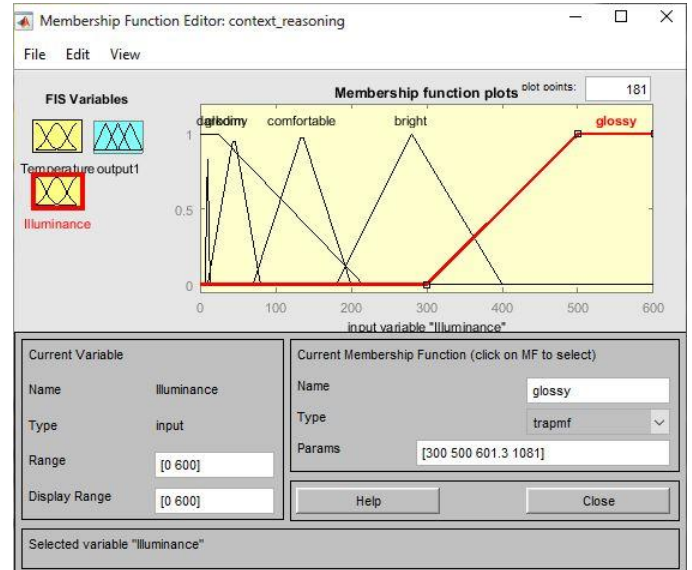 Membership Function Editor: context_reasoning
File Edit View
FIS Variables
Membership function plots
plot points: 181
Temperature output1
Illuminance
comfortable bright glossy
1
0.5
0
0 100 200 300 400 500 600
input variable "Illuminance"
Current Variable
Name Illuminance
Type input
Range [0 600]
Display Range [0 600]
Current Membership Function (click on MF to select)
Name glossy
Type trapmf
Params [300 500 601.3 1081]
Help Close
Selected variable "Illuminance"